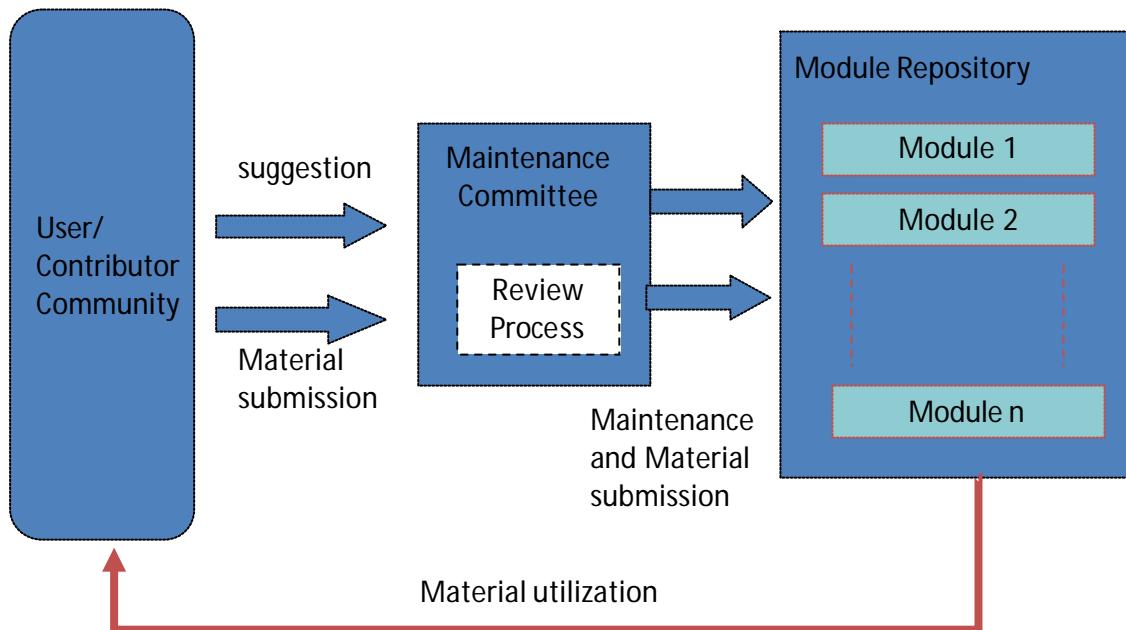 User/
Contributor
Community
suggestion
Material
submission
Maintenance
Committee
Review
Process
Maintenance
and Material
submission
Module Repository
Module 1
Module 2
Module n
Material utilization